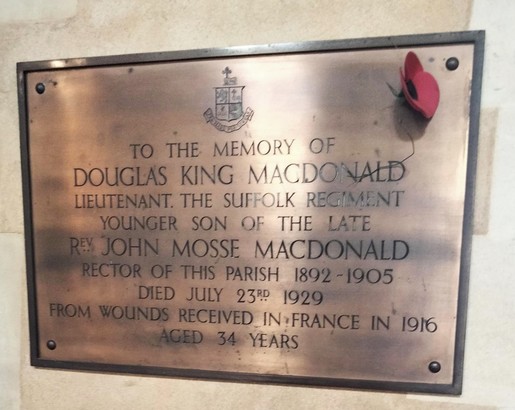 TO THE MEMORY OF
DOUGLAS KING MACDONALD
LIEUTENANT. THE SUFFOLK REGIMENT
YOUNGER SON OF THE LATE
REV. JOHN MOSSE MACDONALD
RECTOR OF THIS PARISH 1892-1905
DIED JULY 23RD 1929
FROM WOUNDS RECEIVED IN FRANCE IN 1916
AGED 34 YEARS